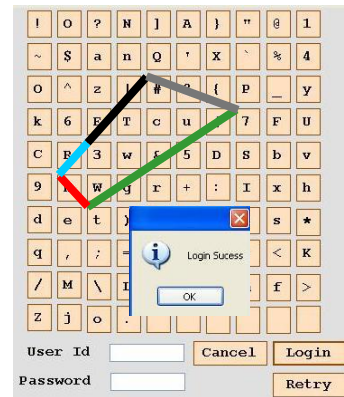 ! O ? N ] A } " @ 1
~ $ a n Q ' X ` % 4
O ^ z # { P _ y
k 6 E T c u 7 F U
C R 3 w 5 D S b v
9 W g r + : I x h
d e t ) s *
q , ; = < K
/ M \ I f >
Z j o .
Login Sucess
OK
User Id Cancel Login
Password Retry